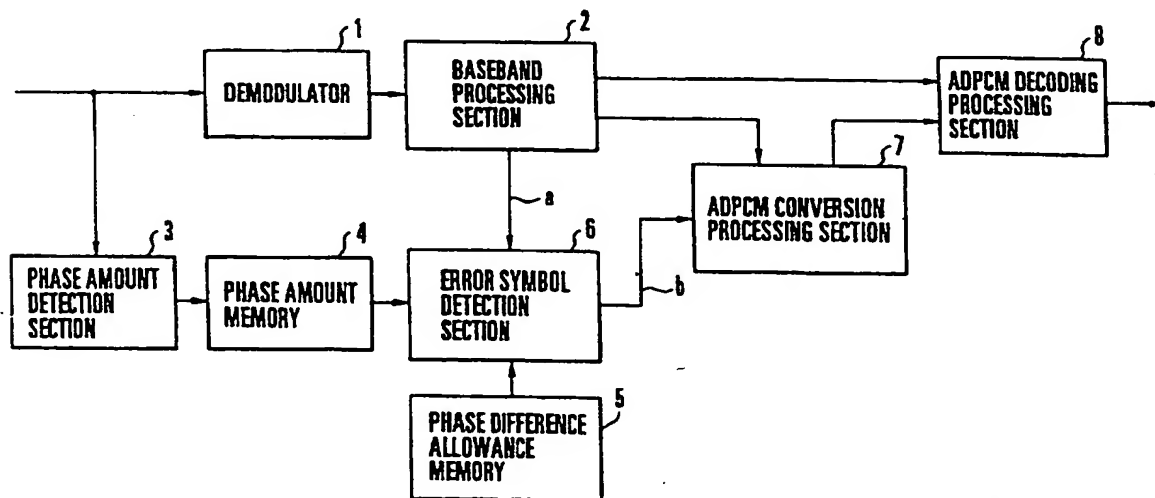 1
DEMODULATOR
2
BASEBAND
PROCESSING
SECTION
8
ADPCM DECODING
PROCESSING
SECTION
7
ADPCM CONVERSION
PROCESSING SECTION
a
3
PHASE AMOUNT
DETECTION
SECTION
4
PHASE AMOUNT
MEMORY
6
ERROR SYMBOL
DETECTION
SECTION
b
5
PHASE DIFFERENCE
ALLOWANCE
MEMORY